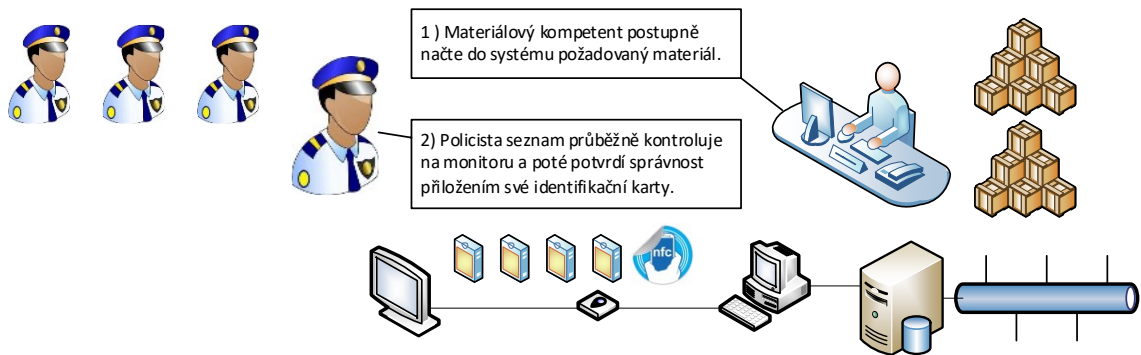 1 ) Materiálový kompetent postupně
načte do systému požadovaný materiál.
2) Policista seznam průběžně kontroluje
na monitoru a poté potvrdí správnost
přiložením své identifikační karty.
nfc